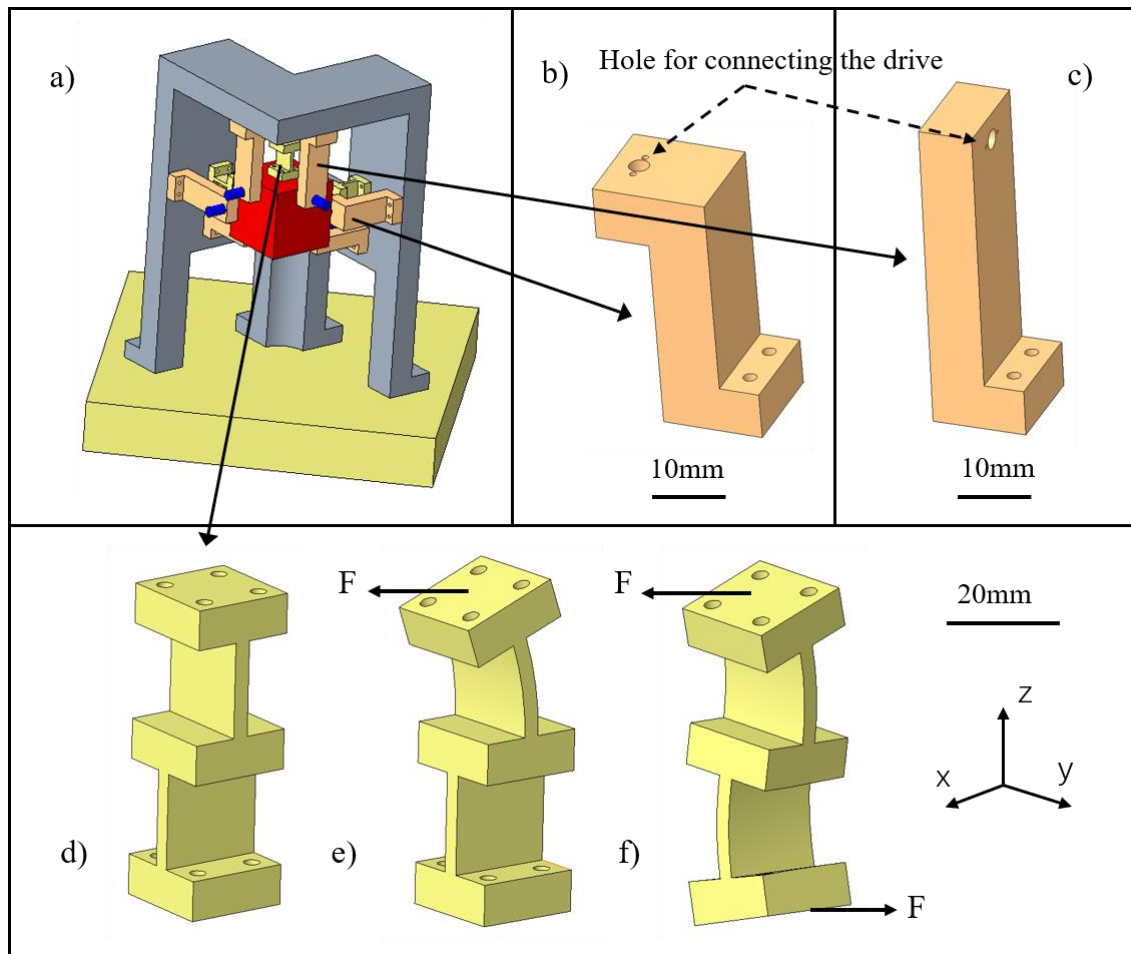 a)
b)
Hole for connecting the drive
c)
10mm
10mm
F
F
20mm
z
x
y
d)
e)
f)
F